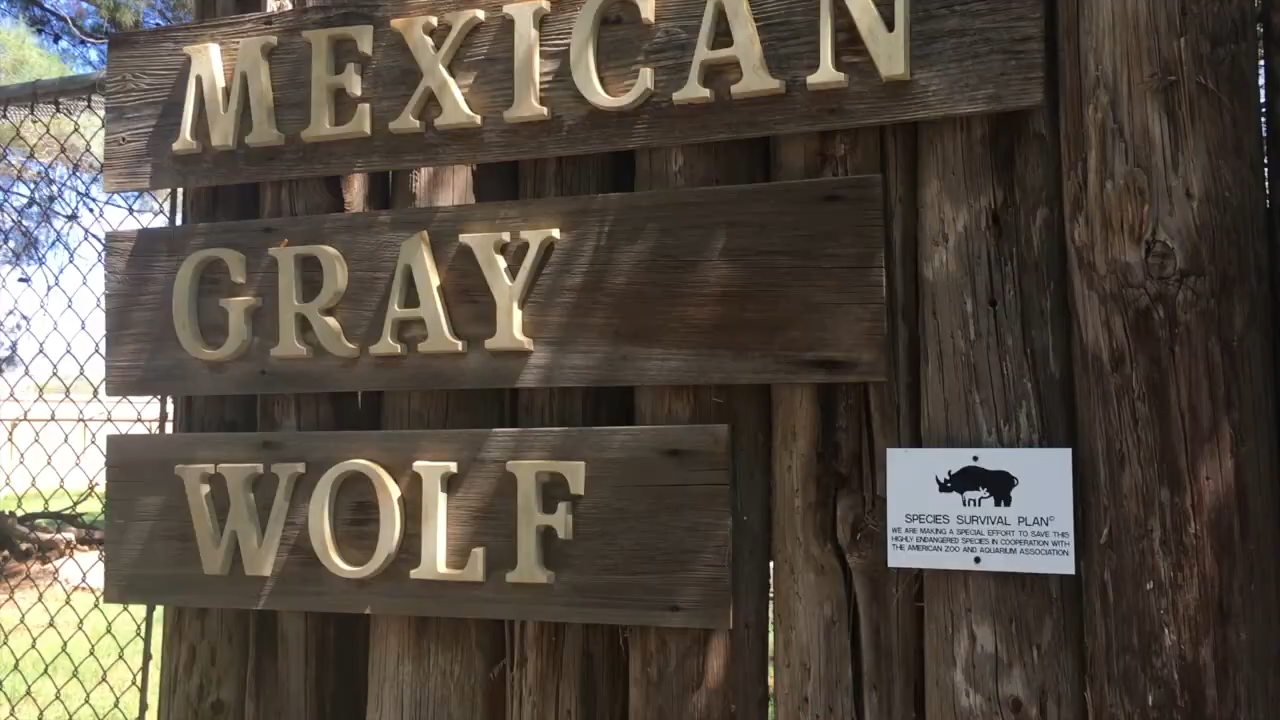 MEXICAN
GRAY
WOLF
SPECIES SURVIVAL PLAN©
WE ARE MAKING A SPECIAL EFFORT TO SAVE THIS
HIGHLY ENDANGERED SPECIES IN COOPERATION WITH
THE AMERICAN ZOO AND AQUARIUM ASSOCIATION